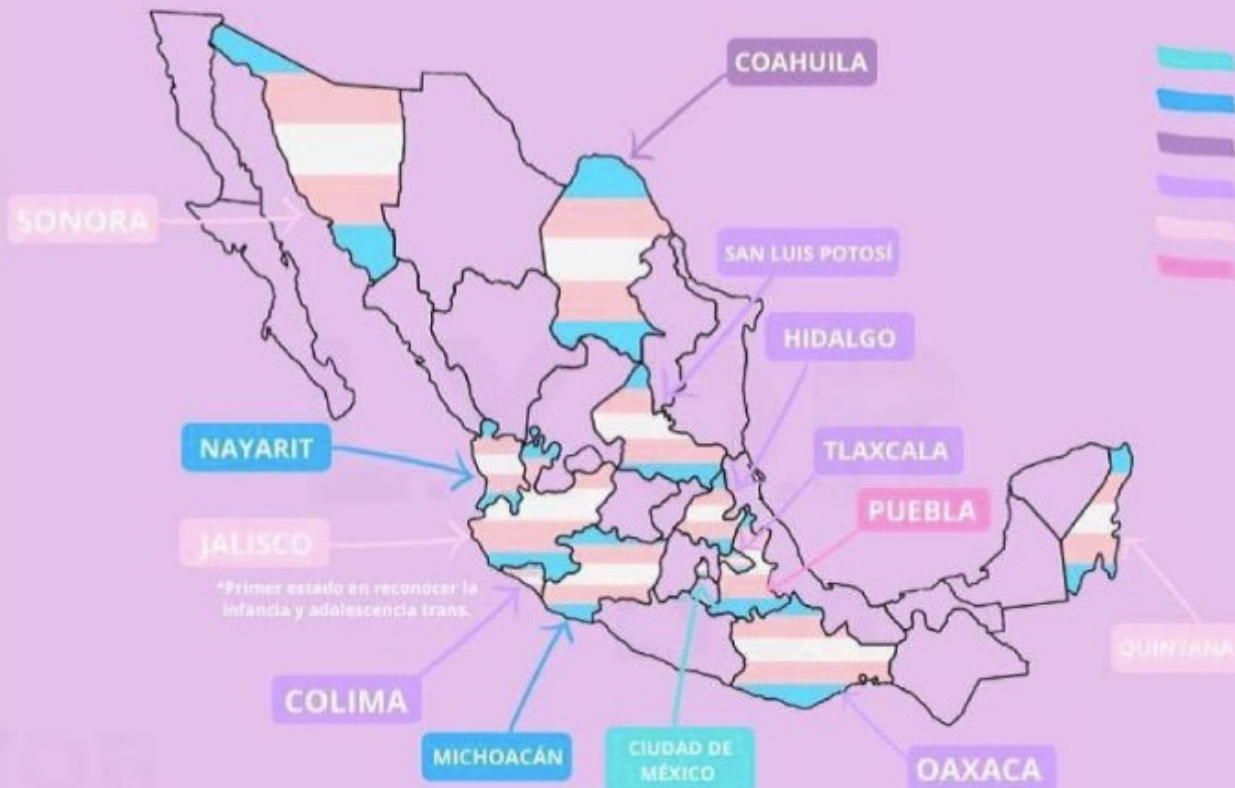 COAHUILA
SONORA
SAN LUIS POTOSÍ
HIDALGO
NAYARIT
TLAXCALA
PUEBLA
JALISCO
*Primer estado en reconocer la
infancia y adolescencia trans.
QUINTANA
COLIMA
MICHOACÁN
CIUDAD DE
MÉXICO
OAXACA